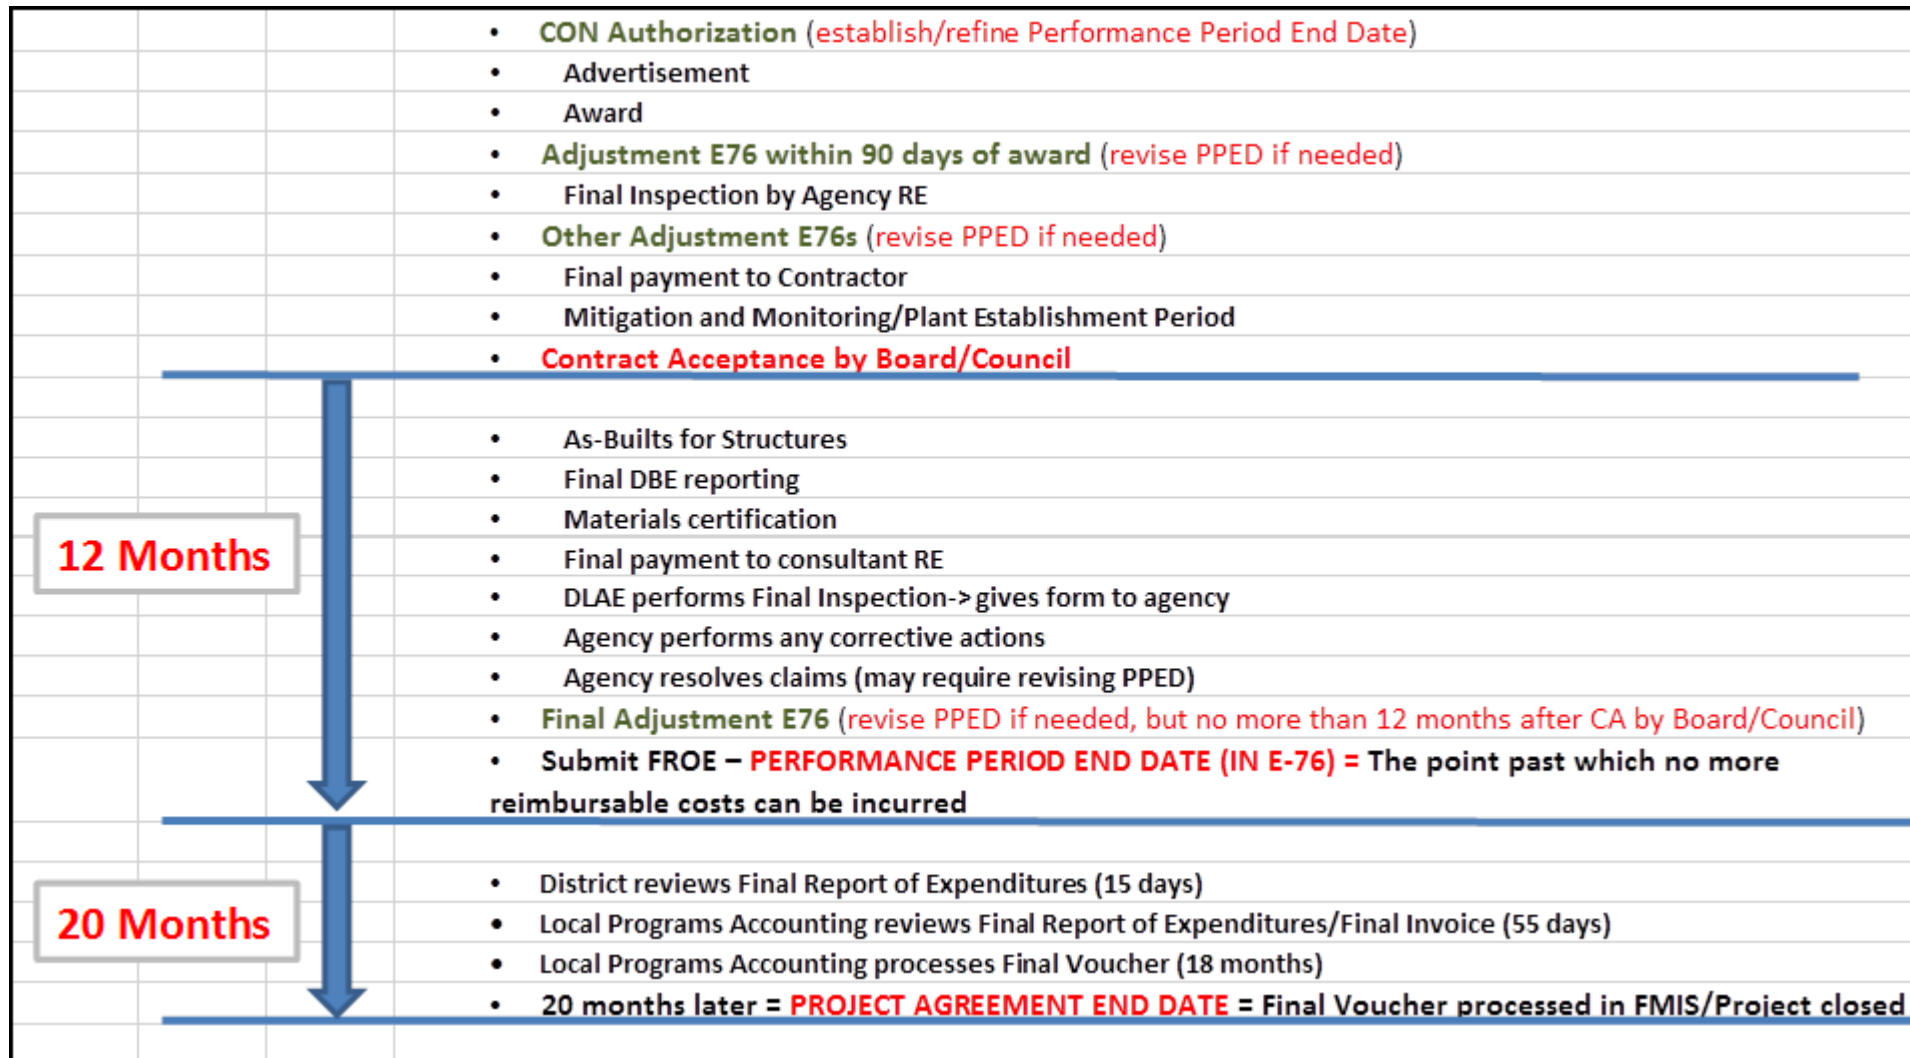 • CON Authorization (establish/refine Performance Period End Date)
• Advertisement
• Award
• Adjustment E76 within 90 days of award (revise PPED if needed)
• Final Inspection by Agency RE
• Other Adjustment E76s (revise PPED if needed)
• Final payment to Contractor
• Mitigation and Monitoring/Plant Establishment Period
• Contract Acceptance by Board/Council
12 Months
• As-Builts for Structures
• Final DBE reporting
• Materials certification
• Final payment to consultant RE
• DLAE performs Final Inspection-> gives form to agency
• Agency performs any corrective actions
• Agency resolves claims (may require revising PPED)
• Final Adjustment E76 (revise PPED if needed, but no more than 12 months after CA by Board/Council)
• Submit FROE – PERFORMANCE PERIOD END DATE (IN E-76) = The point past which no more
reimbursable costs can be incurred
20 Months
• District reviews Final Report of Expenditures (15 days)
• Local Programs Accounting reviews Final Report of Expenditures/Final Invoice (55 days)
• Local Programs Accounting processes Final Voucher (18 months)
• 20 months later = PROJECT AGREEMENT END DATE = Final Voucher processed in FMIS/Project closed